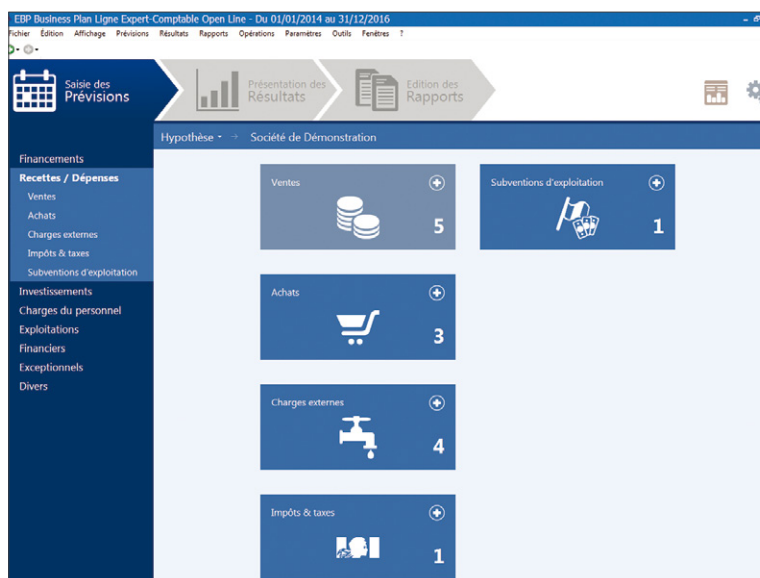 EBP Business Plan Ligne Expert-Comptable Open Line - Du 01/01/2014 au 31/12/2016
Fichier Édition Affichage Prévisions Résultats Rapports Opérations Paramètres Outils Fenêtres ?
Saisie des
Prévisions
Présentation des
Résultats
Edition des
Rapports
Hypothèse
Société de Démonstration
Financements
Recettes / Dépenses
Ventes
Achats
Charges externes
Impôts & taxes
Subventions d'exploitation
Investissements
Charges du personnel
Exploitations
Financiers
Exceptionnels
Divers
Ventes
5
Subventions d'exploitation
1
Achats
3
Charges externes
4
Impôts & taxes
1